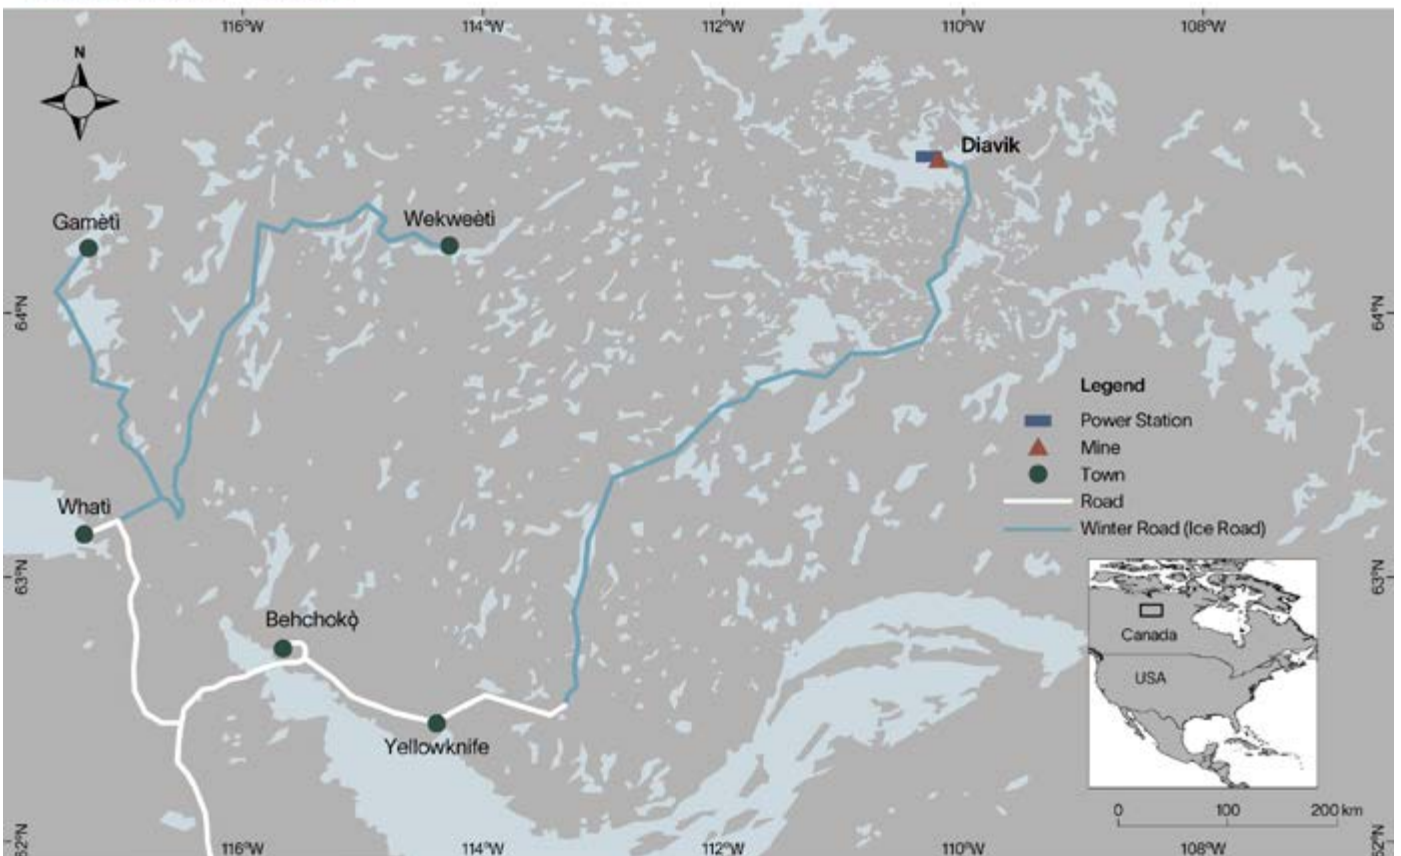 116°W
114°W
112°W
110°W
108°W
N
Diavik
Gamètì
Wekweètì
64°N
64°N
Legend
Power Station
Mine
Town
Road
Winter Road (Ice Road)
Whatì
63°N
63°N
Behchokǫ̀
Canada
USA
Yellowknife
0
100
200 km
62°N
62°N
116°W
114°W
112°W
110°W
108°W